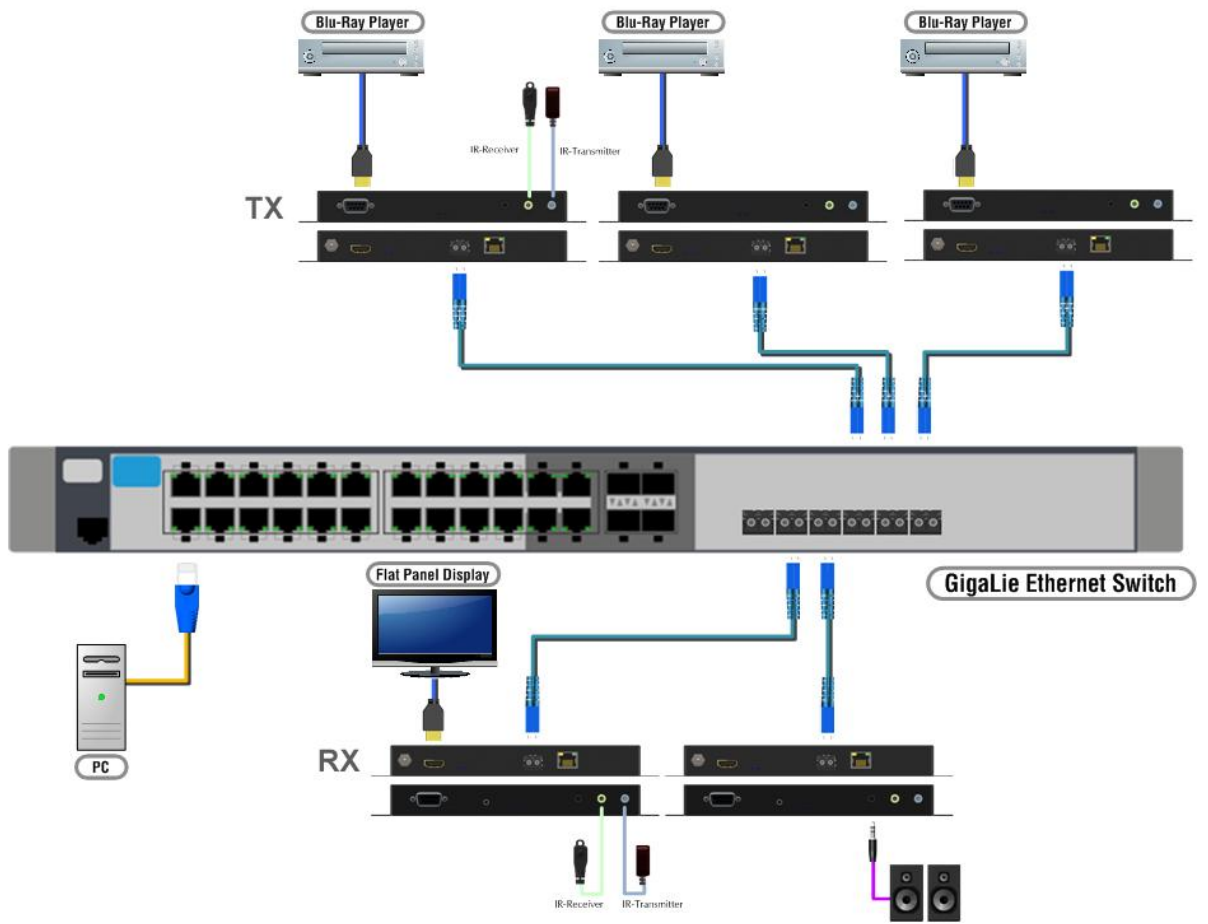 Blu-Ray Player
Blu-Ray Player
Blu-Ray Player
IR-Receiver
IR-Transmitter
TX
Flat Panel Display
GigaLie Ethernet Switch
PC
RX
IR-Receiver
IR-Transmitter